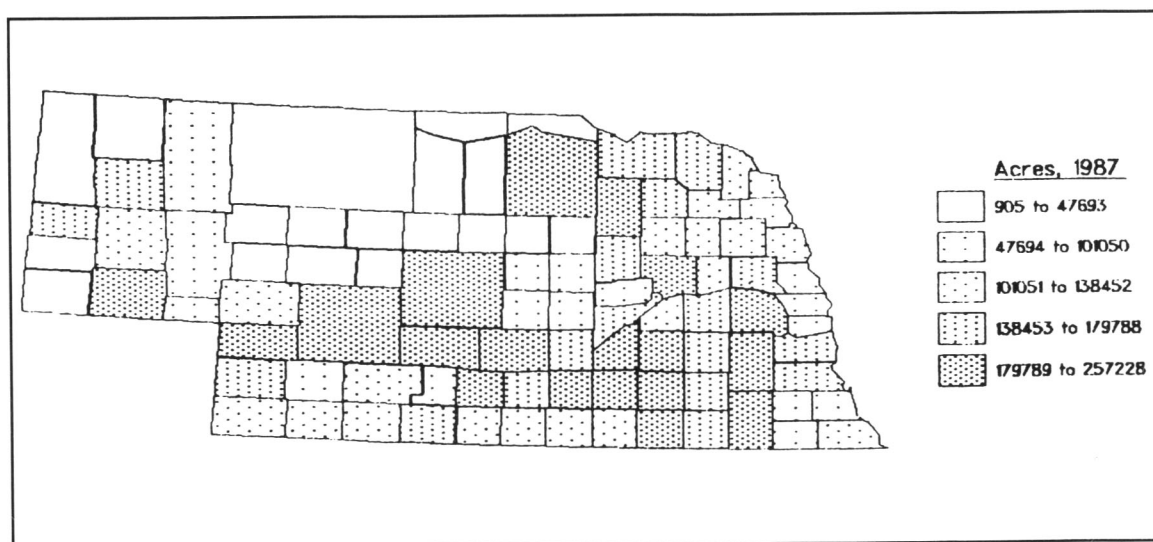 Acres, 1987
905 to 47693
47694 to 101050
101051 to 138452
138453 to 179788
179789 to 257228